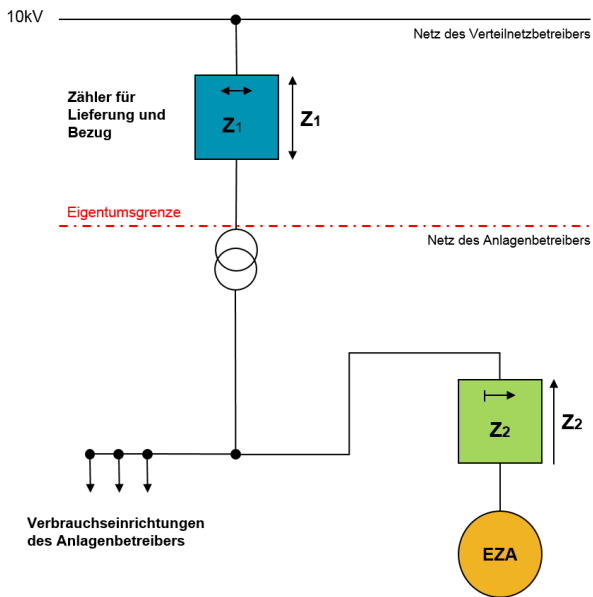 10kV
Netz des Verteilnetzbetreibers
Zähler für
Lieferung und
Bezug
Z1
Z1
Eigentumsgrenze
Netz des Anlagenbetreibers
Z2
Z2
Verbrauchseinrichtungen
des Anlagenbetreibers
EZA